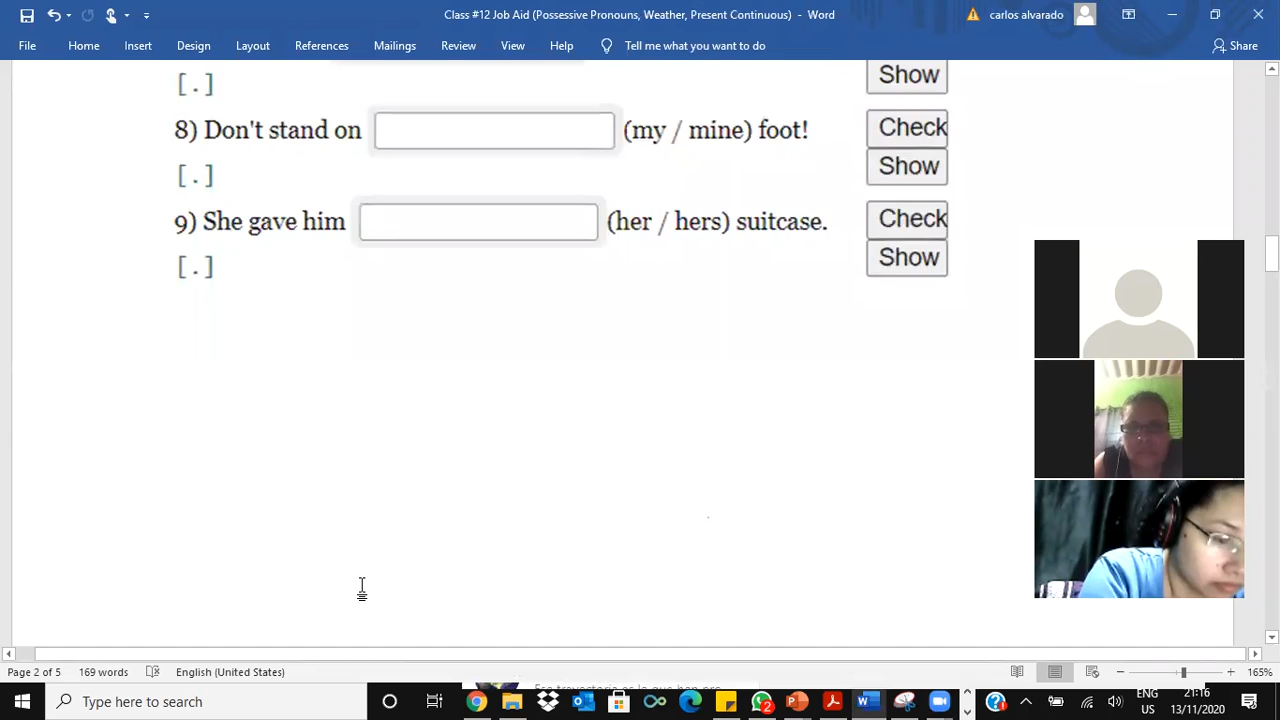 Class #12 Job Aid (Possessive Pronouns, Weather, Present Continuous) - Word
carlos alvarado
File Home Insert Design Layout References Mailings Review View Help Tell me what you want to do Share
[ . ] Show
8) Don't stand on (my / mine) foot! Check
[ . ] Show
9) She gave him (her / hers) suitcase. Check
[ . ] Show
Page 2 of 5 169 words English (United States) 165%
Type here to search
2
ENG
US
21:16
13/11/2020
3